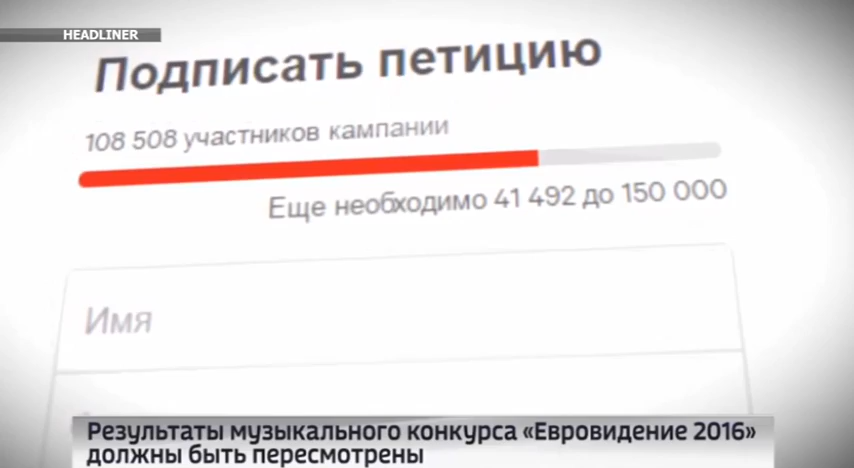 HEADLINER
Подписать петицию
108 508 участников кампании
Еще необходимо 41 492 до 150 000
Имя
Результаты музыкального конкурса «Евровидение 2016»
должны быть пересмотрены